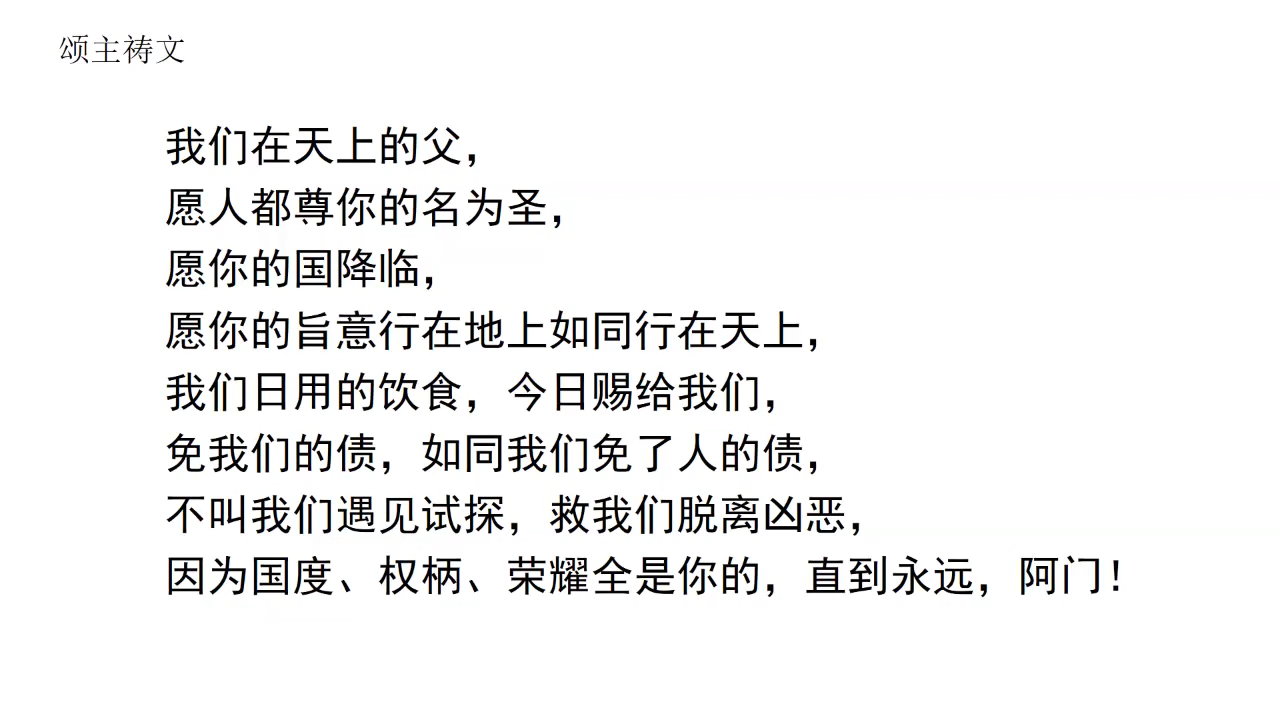 颂主祷文
我们在天上的父，
愿人都尊你的名为圣，
愿你的国降临，
愿你的旨意行在地上如同行在天上，
我们日用的饮食，今日赐给我们，
免我们的债，如同我们免了人的债，
不叫我们遇见试探，救我们脱离凶恶，
因为国度、权柄、荣耀全是你的，直到永远，阿门！